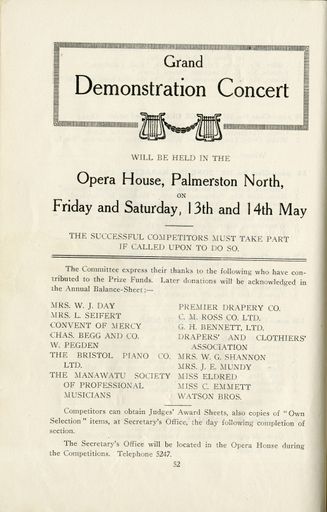 Grand
Demonstration Concert
WILL BE HELD IN THE
Opera House, Palmerston North,
ON
Friday and Saturday, 13th and 14th May
THE SUCCESSFUL COMPETITORS MUST TAKE PART
IF CALLED UPON TO DO SO.
The Committee express their thanks to the following who have con-
tributed to the Prize Funds. Later donations will be acknowledged in
the Annual Balance-Sheet:—
MRS. W. J. DAY
MRS. L. SEIFERT
CONVENT OF MERCY
CHAS. BEGG AND CO.
W. PEGDEN
THE BRISTOL PIANO CO.
LTD.
THE MANAWATU SOCIETY
OF PROFESSIONAL
MUSICIANS
PREMIER DRAPERY CO.
C. M. ROSS CO. LTD.
G. H. BENNETT, LTD.
DRAPERS' AND CLOTHIERS'
ASSOCIATION
MRS. W. G. SHANNON
MRS. J. E. MUNDY
MISS ELDRED
MISS C. EMMETT
WATSON BROS.
Competitors can obtain Judges' Award Sheets, also copies of "Own
Selection" items, at Secretary's Office, the day following completion of
section.
The Secretary's Office will be located in the Opera House during
the Competitions. Telephone 5247.
52